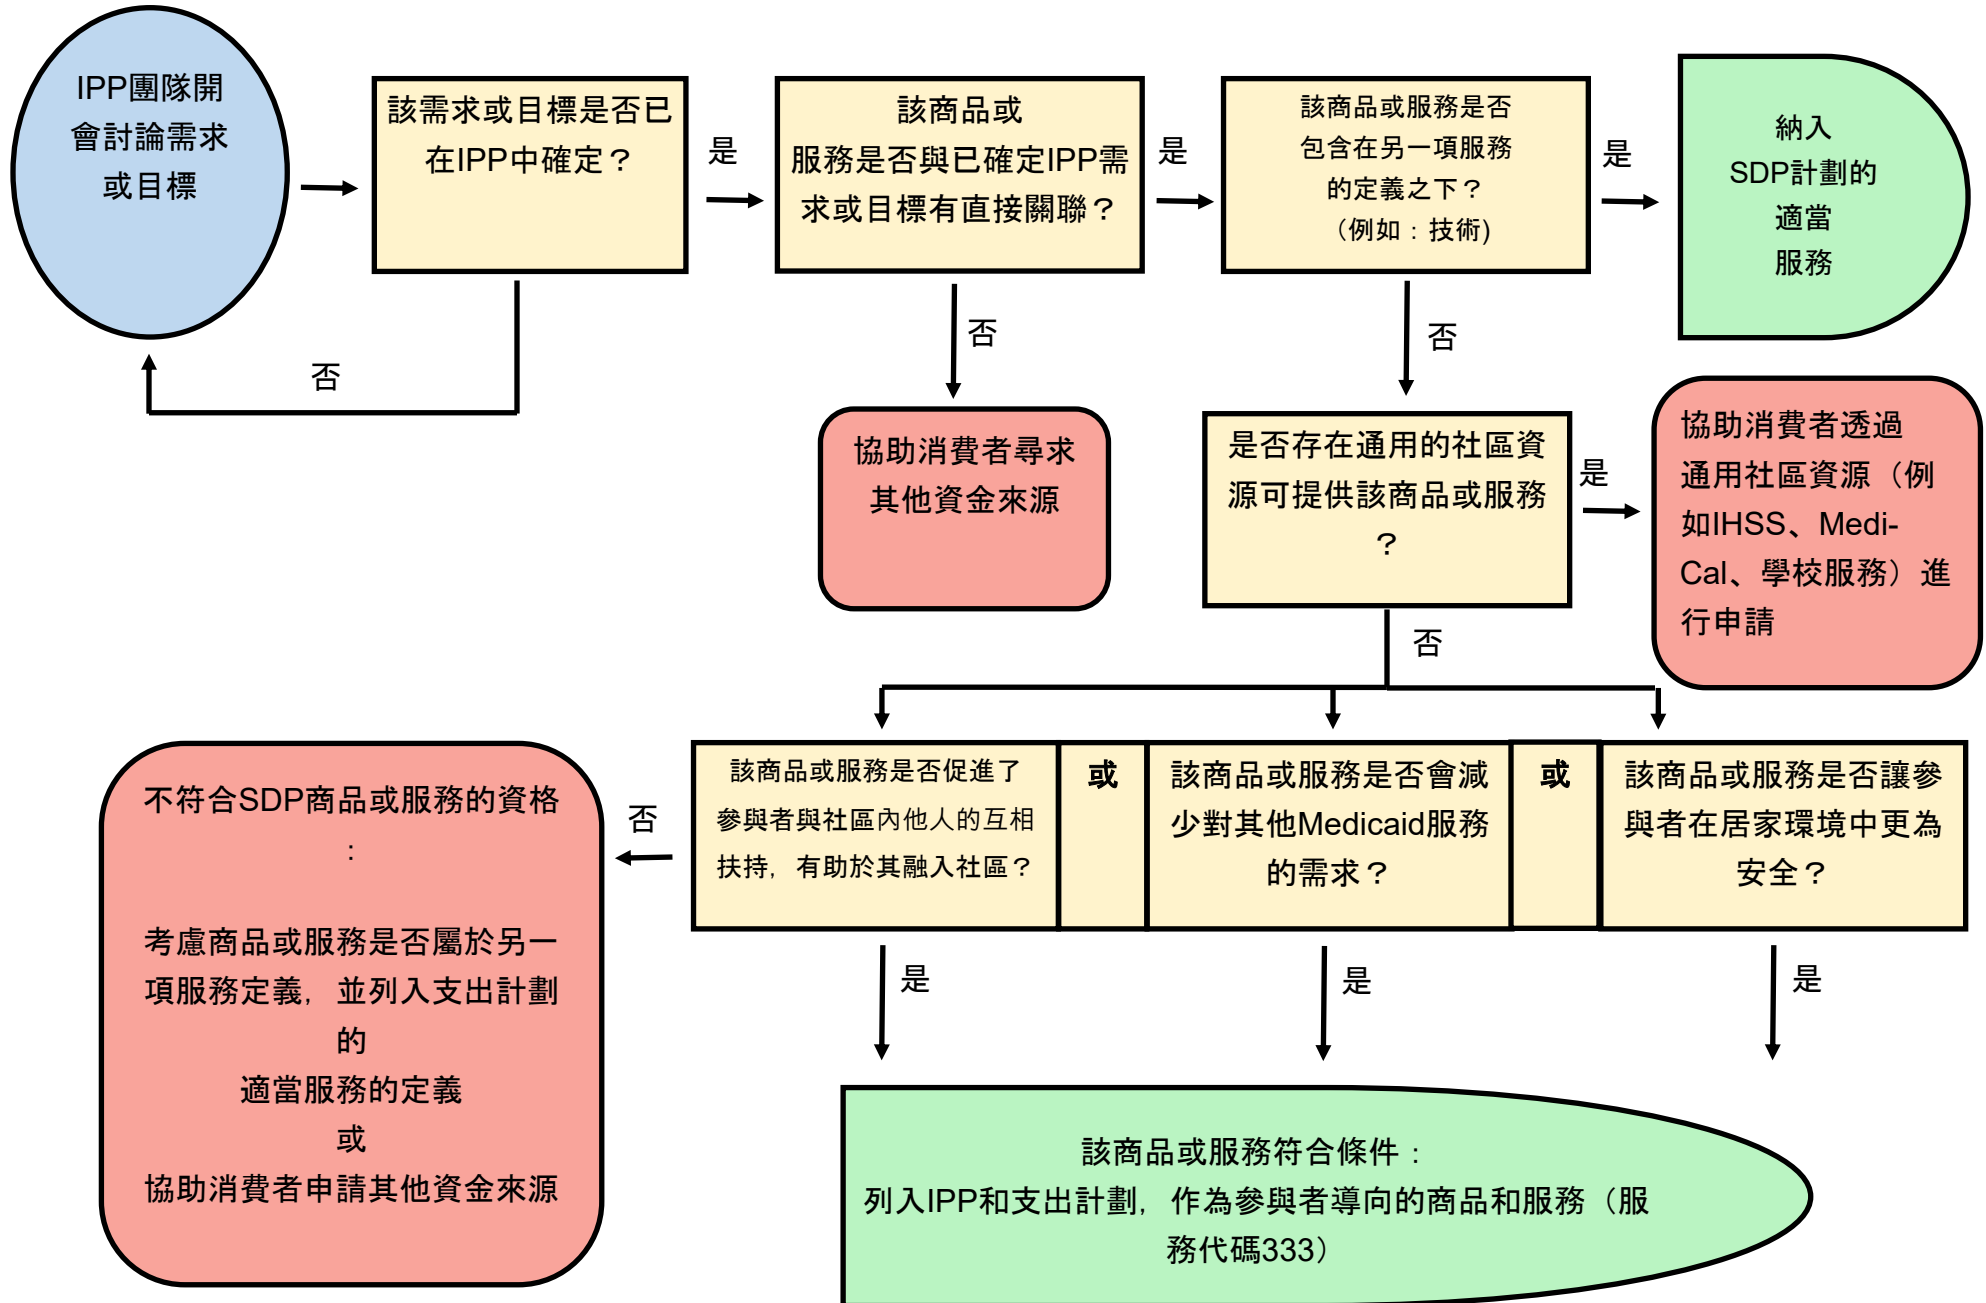 IPP團隊開
會討論需求
或目標
該需求或目標是否已
在IPP中確定？
是
該商品或
服務是否與已確定IPP需
求或目標有直接關聯？
是
該商品或服務是否
包含在另一項服務
的定義之下？
（例如：技術)
是
納入
SDP計劃的
適當
服務
否
否
否
協助消費者尋求
其他資金來源
是否存在通用的社區資
源可提供該商品或服務
？
是
協助消費者透過
通用社區資源（例
如IHSS、Medi-
Cal、學校服務）進
行申請
否
不符合SDP商品或服務的資格
：
考慮商品或服務是否屬於另一
項服務定義，並列入支出計劃
的
適當服務的定義
或
協助消費者申請其他資金來源
否
該商品或服務是否促進了
參與者與社區內他人的互相
扶持，有助於其融入社區？
或
該商品或服務是否會減
少對其他Medicaid服務
的需求？
或
該商品或服務是否讓參
與者在居家環境中更為
安全？
是
是
是
該商品或服務符合條件：
列入IPP和支出計劃，作為參與者導向的商品和服務（服
務代碼333）